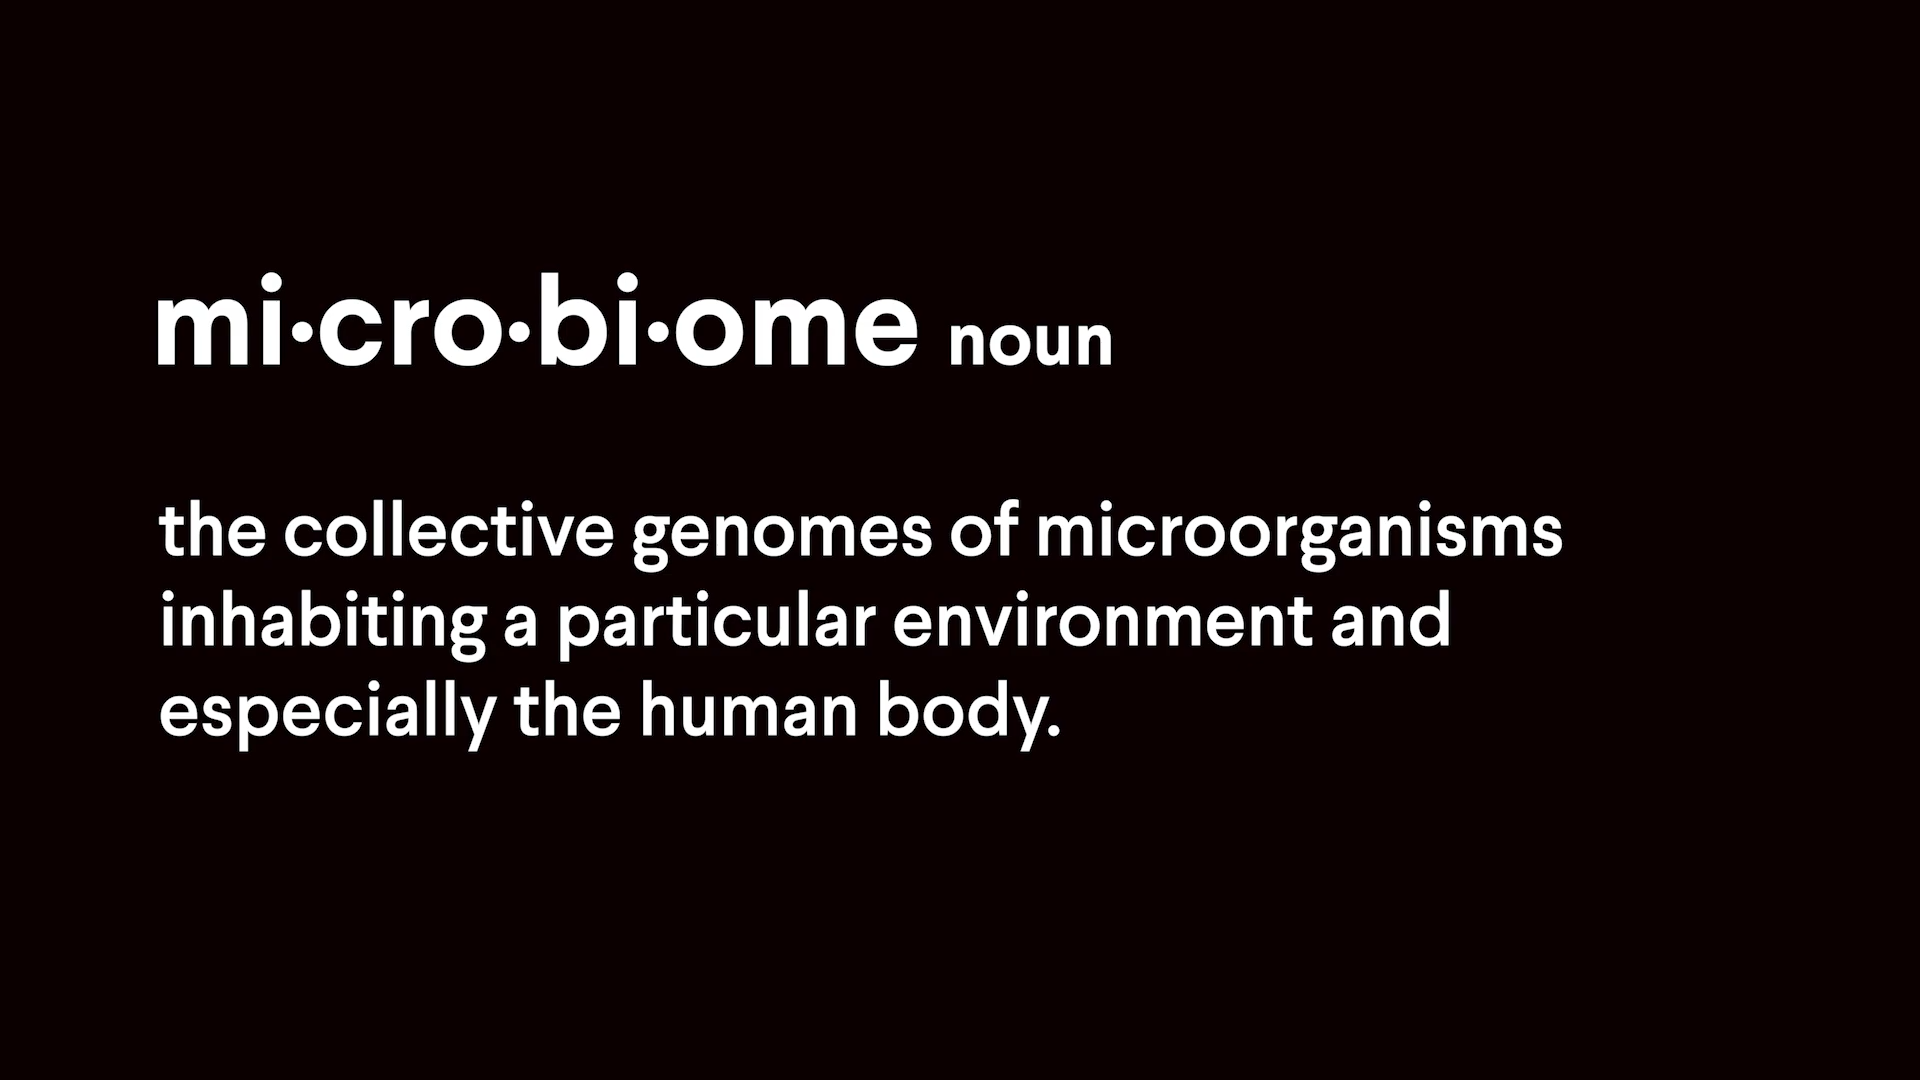 mi·cro·bi·ome noun
the collective genomes of microorganisms
inhabiting a particular environment and
especially the human body.